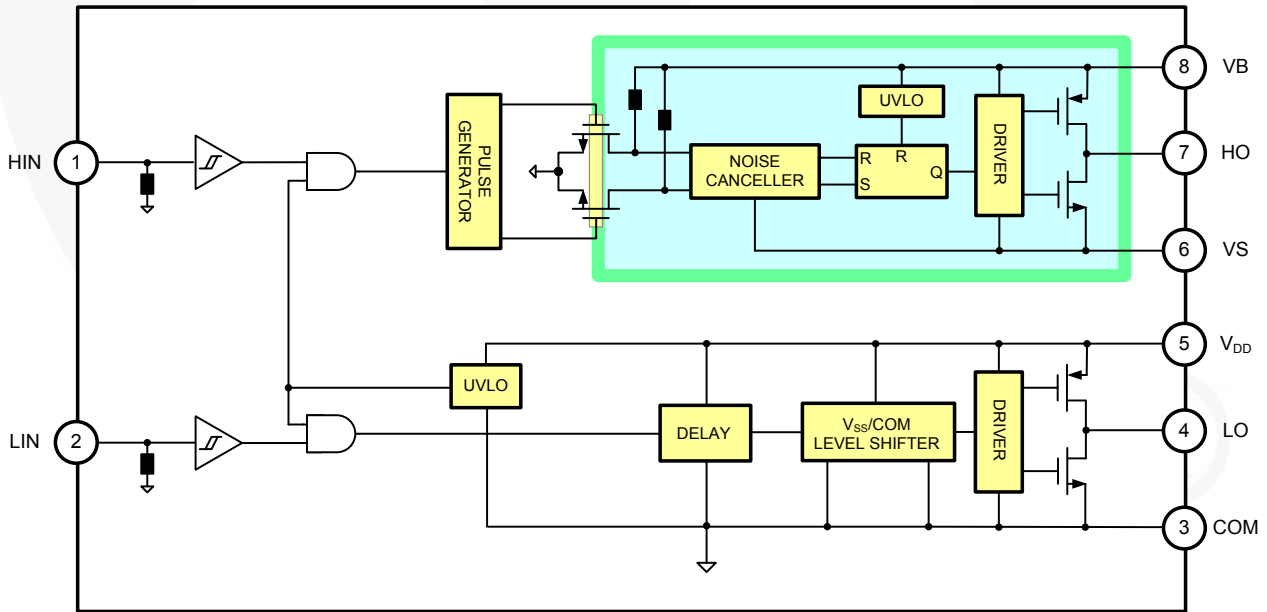 8 VB
UVLO
PULSE
GENERATOR
DRIVER
HIN 1
NOISE
CANCELLER
R
R
S
Q
7 HO
6 VS
5 VDD
UVLO
DRIVER
LIN 2
DELAY
VSS/COM
LEVEL SHIFTER
4 LO
3 COM